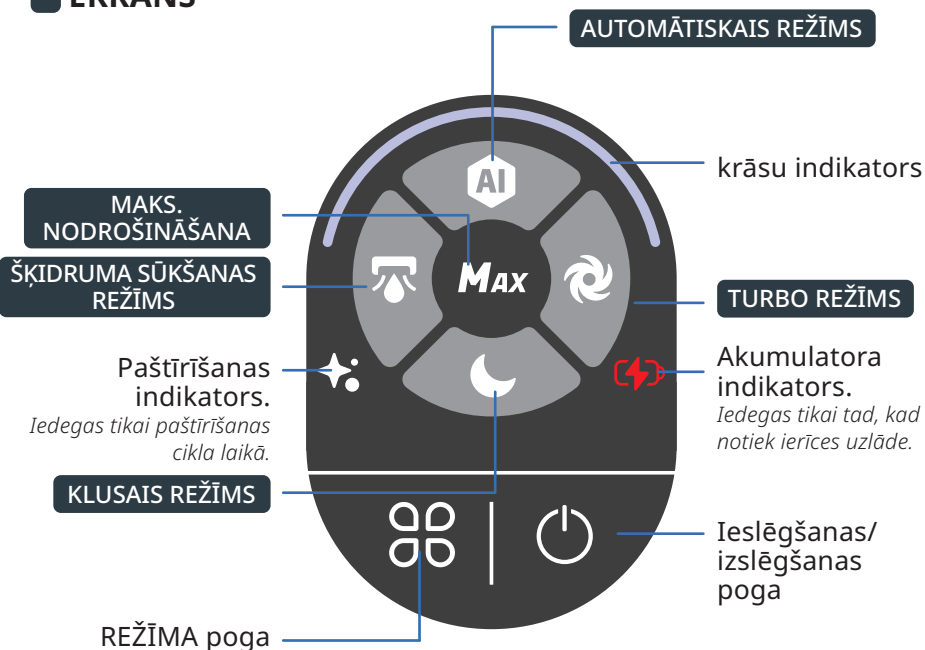 EKRĀNS
AUTOMĀTISKAIS REŽĪMS
krāsu indikators
AI
MAKS.
NODROŠINĀŠANA
MAX
ŠĶIDRUMA SŪKŠANAS
REŽĪMS
TURBO REŽĪMS
Paštīrīšanas
indikators.
Iedegas tikai paštīrīšanas
cikla laikā.
Akumulatora
indikators.
Iedegas tikai tad, kad
notiek ierīces uzlāde.
KLUSAIS REŽĪMS
Ieslēgšanas/
izslēgšanas
poga
REŽĪMA poga